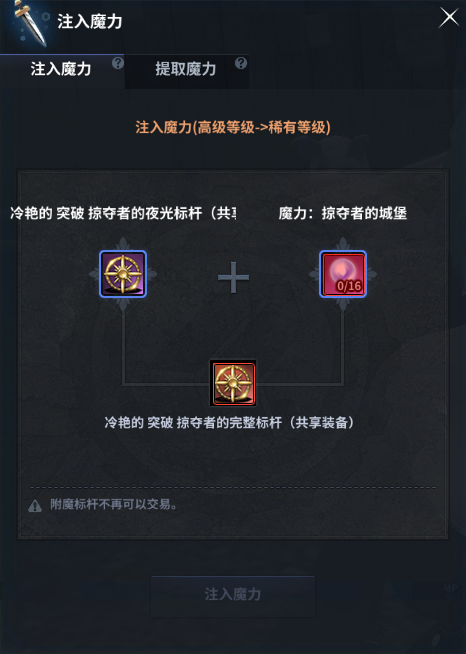 注入魔力
注入魔力 ? 提取魔力 ?
注入魔力(高级等级->稀有等级)
冷艳的 突破 掠夺者的夜光标杆（共享 魔力：掠夺者的城堡
0/16
冷艳的 突破 掠夺者的完整标杆（共享装备）
附魔标杆不再可以交易。
注入魔力